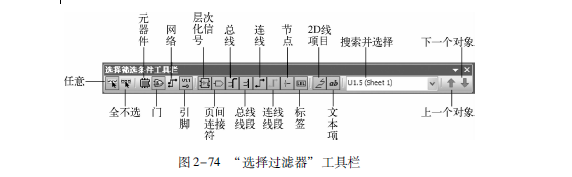 元器件
网络
层次化信号
总线
连线
节点
2D线项目
搜索并选择
下一个对象
选择筛选条件工具栏
任意
U1.5 (Sheet 1)
全不选
门
引脚
页间连接符
总线线段
连线线段
标签
文本项
上一个对象
图2-74 “选择过滤器”工具栏